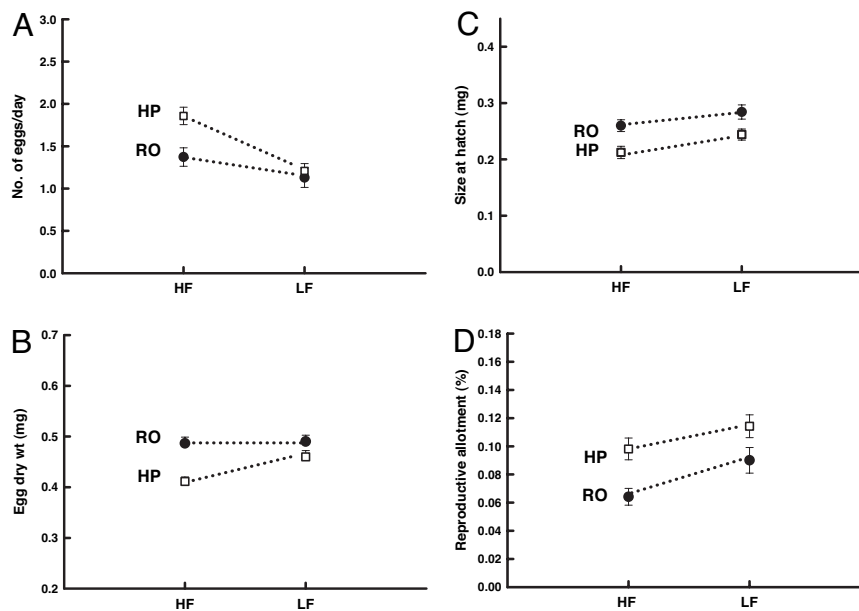 A
No. of eggs/day
3.0
2.5
2.0
1.5
1.0
0.5
0.0
HP
RO
HF
LF
C
Size at hatch (mg)
0.4
0.3
0.2
0.1
0.0
RO
HP
HF
LF
B
Egg dry wt (mg)
0.7
0.6
0.5
0.4
0.3
0.2
RO
HP
HF
LF
D
Reproductive allotment (%)
0.18
0.16
0.14
0.12
0.10
0.08
0.06
0.04
0.02
0.00
HP
RO
HF
LF